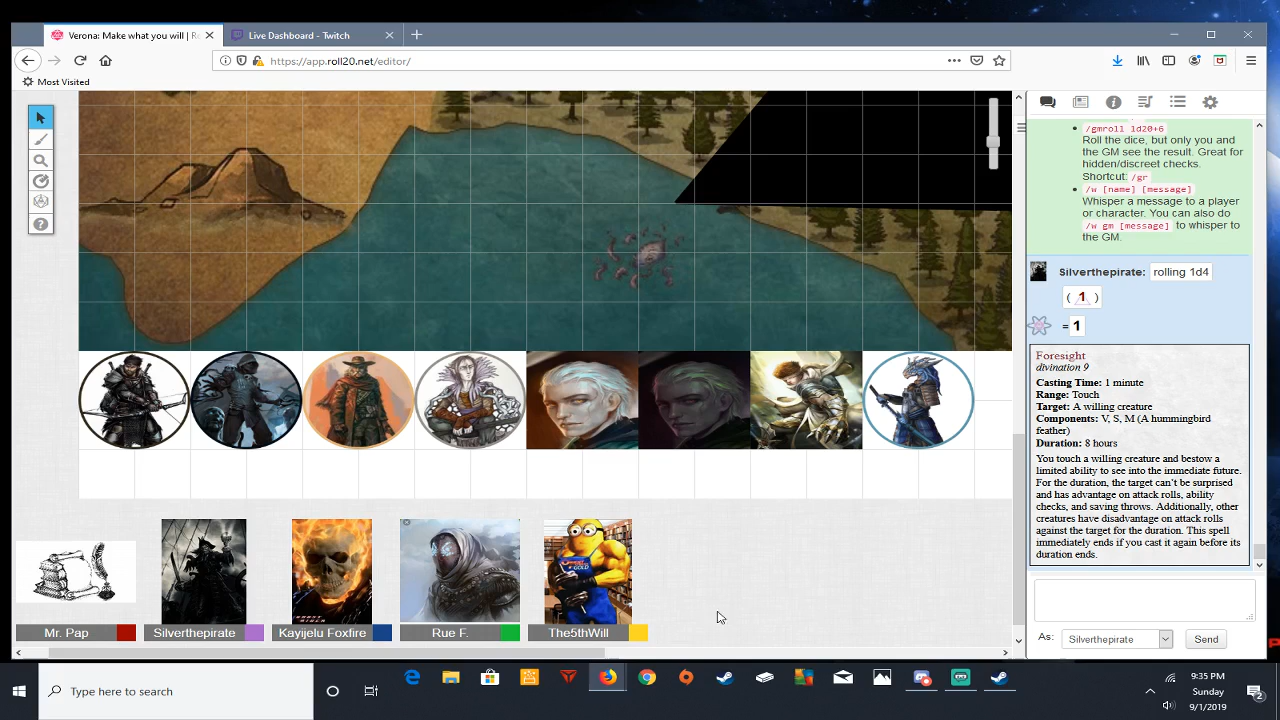 Verona: Make what you will | Ro
Live Dashboard - Twitch
https://app.roll20.net/editor/
Most Visited
/gmroll 1d20+6
Roll the dice, but only you and
the GM see the result. Great for
hidden/discreet checks.
Shortcut: /gr
/w [name] [message]
Whisper a message to a player
or character. You can also do
/w gm [message] to whisper to
the GM.
Silverthepirate: rolling 1d4
( 1 )
=1
Foresight
divination 9
Casting Time: 1 minute
Range: Touch
Target: A willing creature
Components: V, S, M (A hummingbird
feather)
Duration: 8 hours
You touch a willing creature and bestow a
limited ability to see into the immediate future.
For the duration, the target can't be surprised
and has advantage on attack rolls, ability
checks, and saving throws. Additionally, other
creatures have disadvantage on attack rolls
against the target for the duration. This spell
immediately ends if you cast it again before its
duration ends.
Mr. Pap
Silverthepirate
Kayijelu Foxfire
Rue F.
The5thWill
As: Silverthepirate
Send
Type here to search
9:35 PM
Sunday
9/1/2019
2